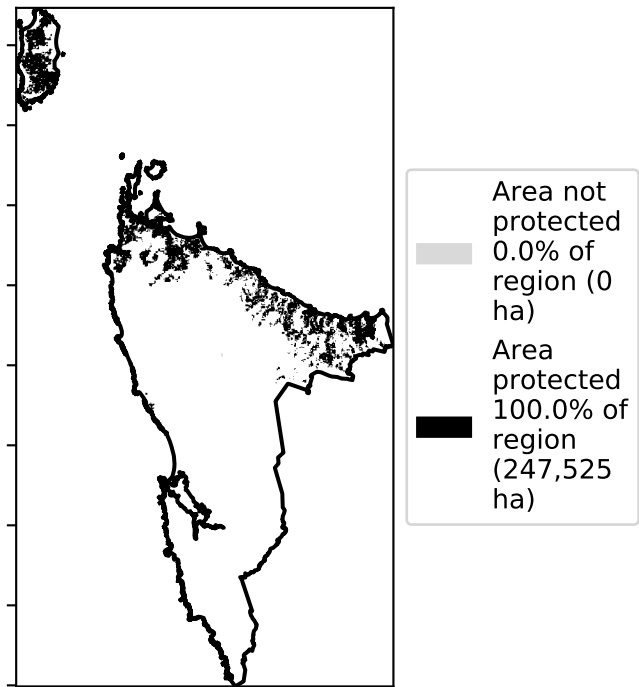 Area not
protected
0.0% of
region (0
ha)
Area
protected
100.0% of
region
(247,525
ha)